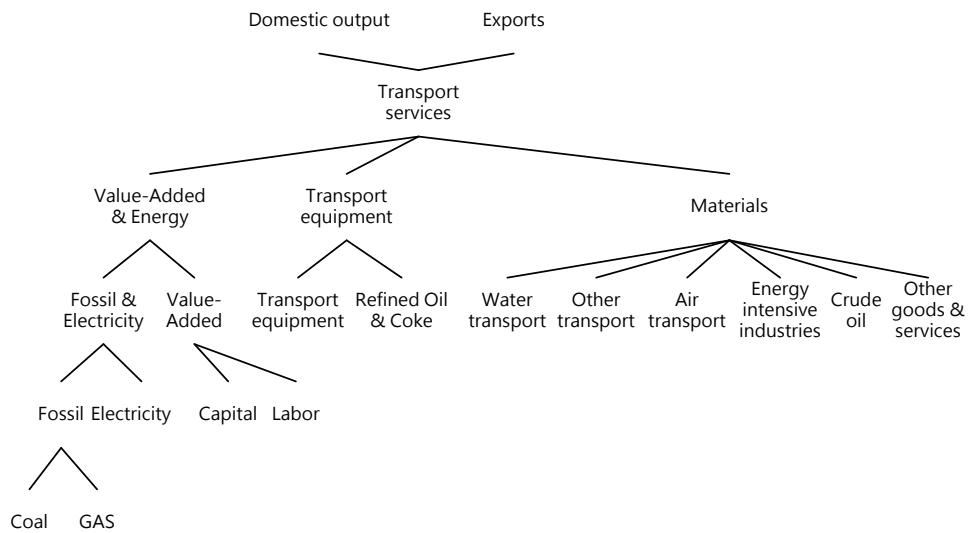 Domestic output
Exports
Transport
services
Value-Added
& Energy
Transport
equipment
Materials
Fossil &
Electricity
Value-
Added
Transport
equipment
Refined Oil
& Coke
Water
transport
Other
transport
Air
transport
Energy
intensive
industries
Crude
oil
Other
goods &
services
Fossil
Electricity
Capital
Labor
Coal
GAS